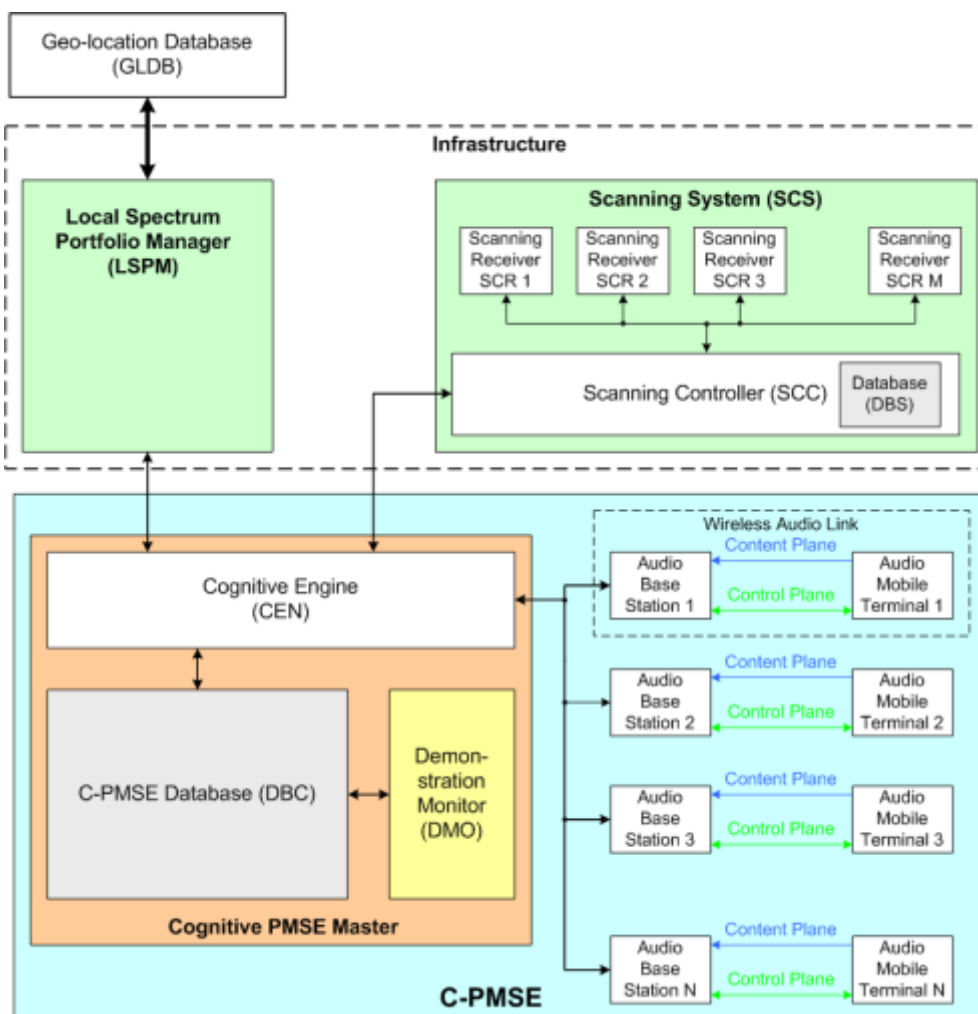 Geo-location Database
(GLDB)
Infrastructure
Local Spectrum
Portfolio Manager
(LSPM)
Scanning System (SCS)
Scanning
Receiver
SCR 1
Scanning
Receiver
SCR 2
Scanning
Receiver
SCR 3
Scanning
Receiver
SCR M
Scanning Controller (SCC)
Database
(DBS)
Cognitive Engine
(CEN)
C-PMSE Database (DBC)
Demon-
stration
Monitor
(DMO)
Cognitive PMSE Master
Wireless Audio Link
Audio
Base
Station 1
Content Plane
Control Plane
Audio
Mobile
Terminal 1
Audio
Base
Station 2
Content Plane
Control Plane
Audio
Mobile
Terminal 2
Audio
Base
Station 3
Content Plane
Control Plane
Audio
Mobile
Terminal 3
Audio
Base
Station N
Content Plane
Control Plane
Audio
Mobile
Terminal N
C-PMSE